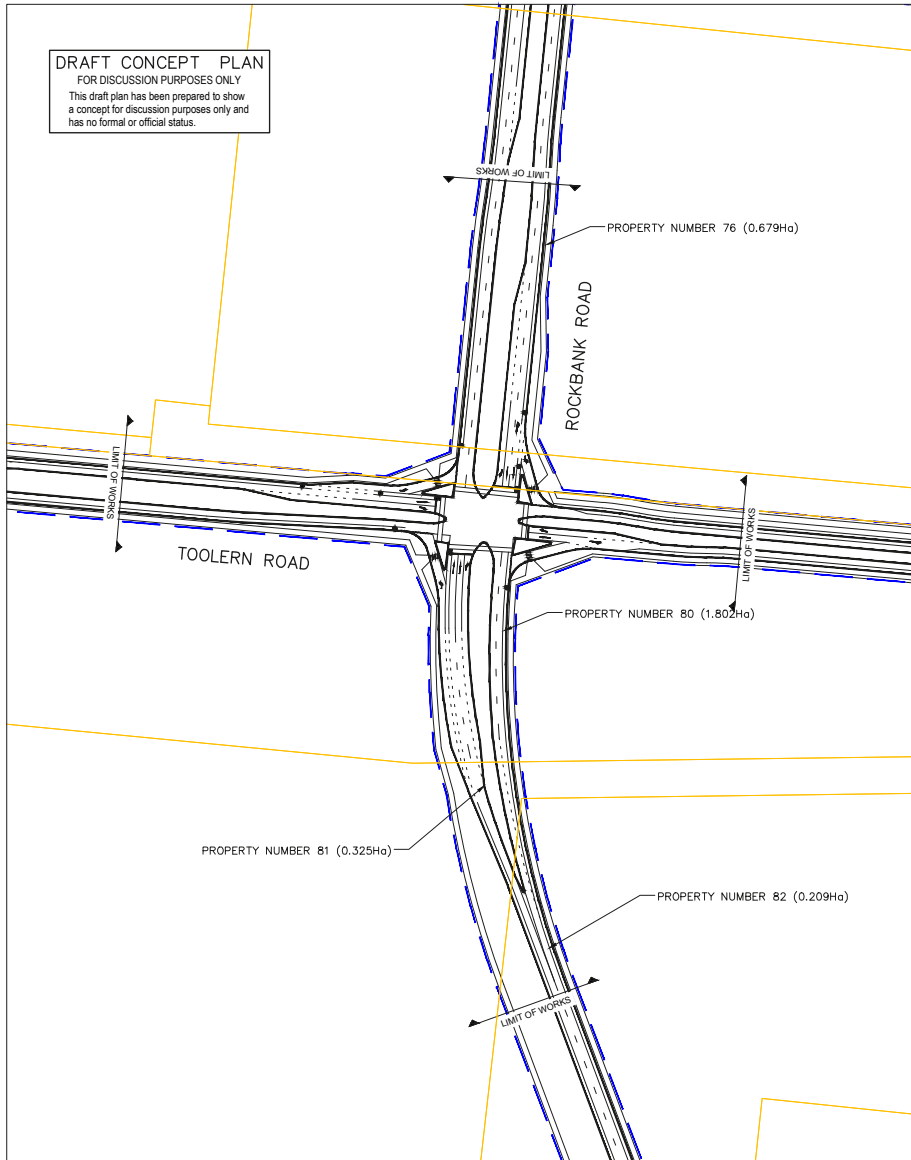 DRAFT CONCEPT PLAN
FOR DISCUSSION PURPOSES ONLY
This draft plan has been prepared to show
a concept for discussion purposes only and
has no formal or official status.
LIMIT OF WORKS
PROPERTY NUMBER 76 (0.679Ha)
ROCKBANK ROAD
LIMIT OF WORKS
LIMIT OF WORKS
TOOLERN ROAD
PROPERTY NUMBER 80 (1.802Ha)
PROPERTY NUMBER 81 (0.325Ha)
PROPERTY NUMBER 82 (0.209Ha)
LIMIT OF WORKS